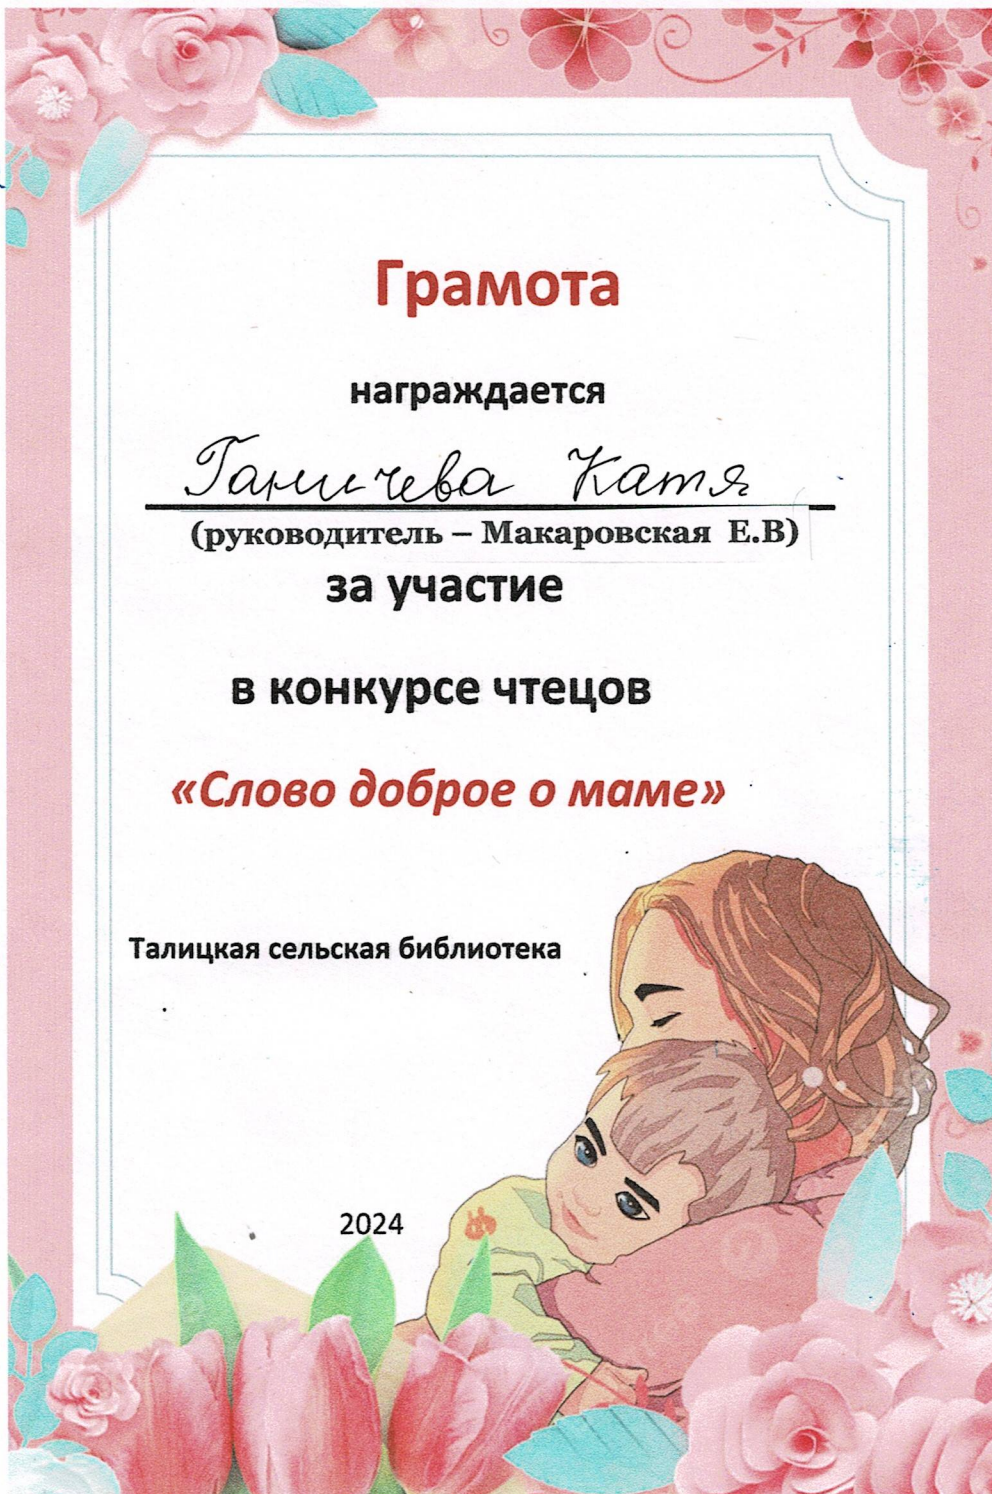 Грамота
награждается
Ганичева Катя
(руководитель – Макаровская Е.В)
за участие
в конкурсе чтецов
«Слово доброе о маме»
Талицкая сельская библиотека
2024